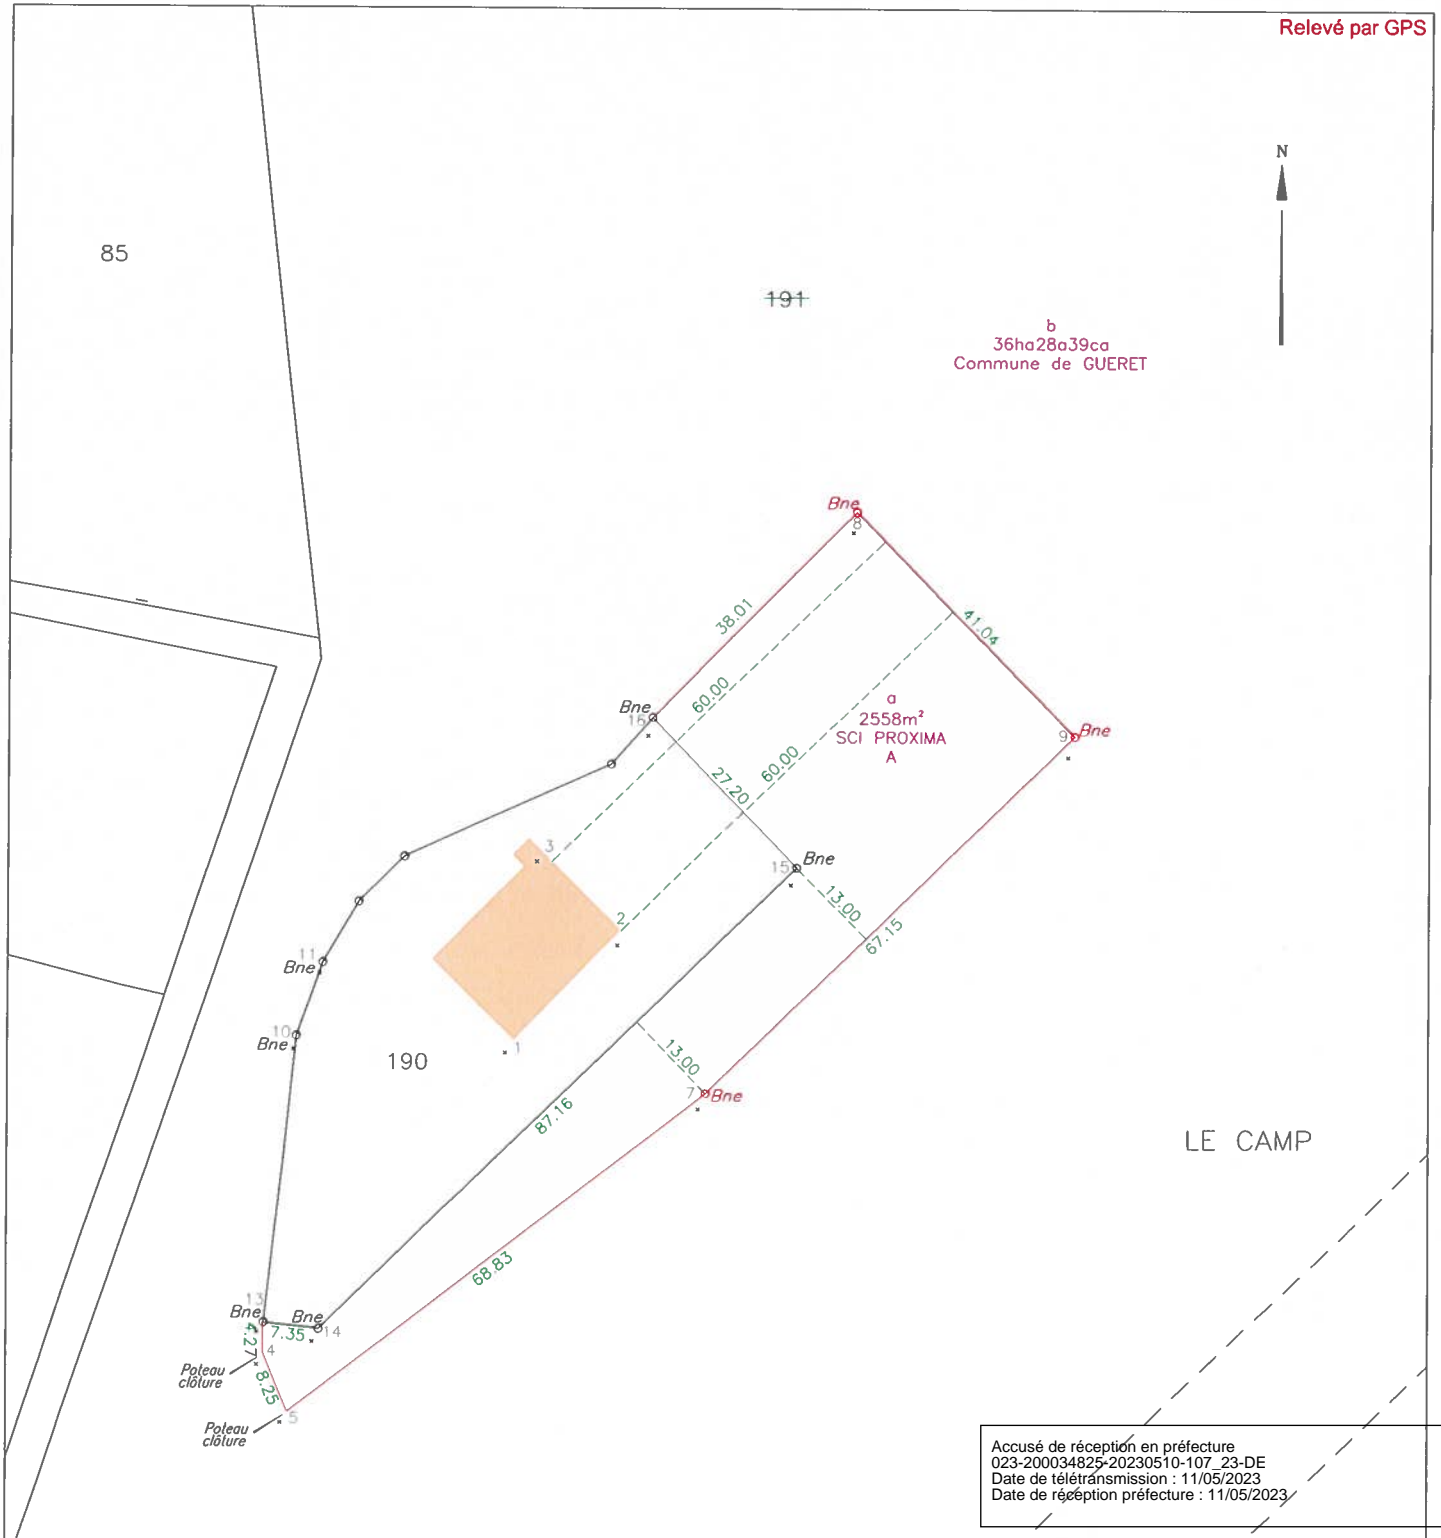 Relevé par GPS
N
85
191
b
36ha28a39ca
Commune de GUERET
Bne
8
38.01
41.04
60.00
Bne
16
a
2558m²
SCI PROXIMA
A
9
Bne
27.20
60.00
3
15
Bne
13.00
2
67.15
11
Bne
10
Bne
1
190
13.00
7
Bne
87.16
LE CAMP
68.83
13
Bne
Bne
14
7.35
4.27
4
Poteau
clôture
8.25
5
Poteau
clôture
Accusé de réception en préfecture
023-200034825-20230510-107_23-DE
Date de télétransmission : 11/05/2023
Date de réception préfecture : 11/05/2023